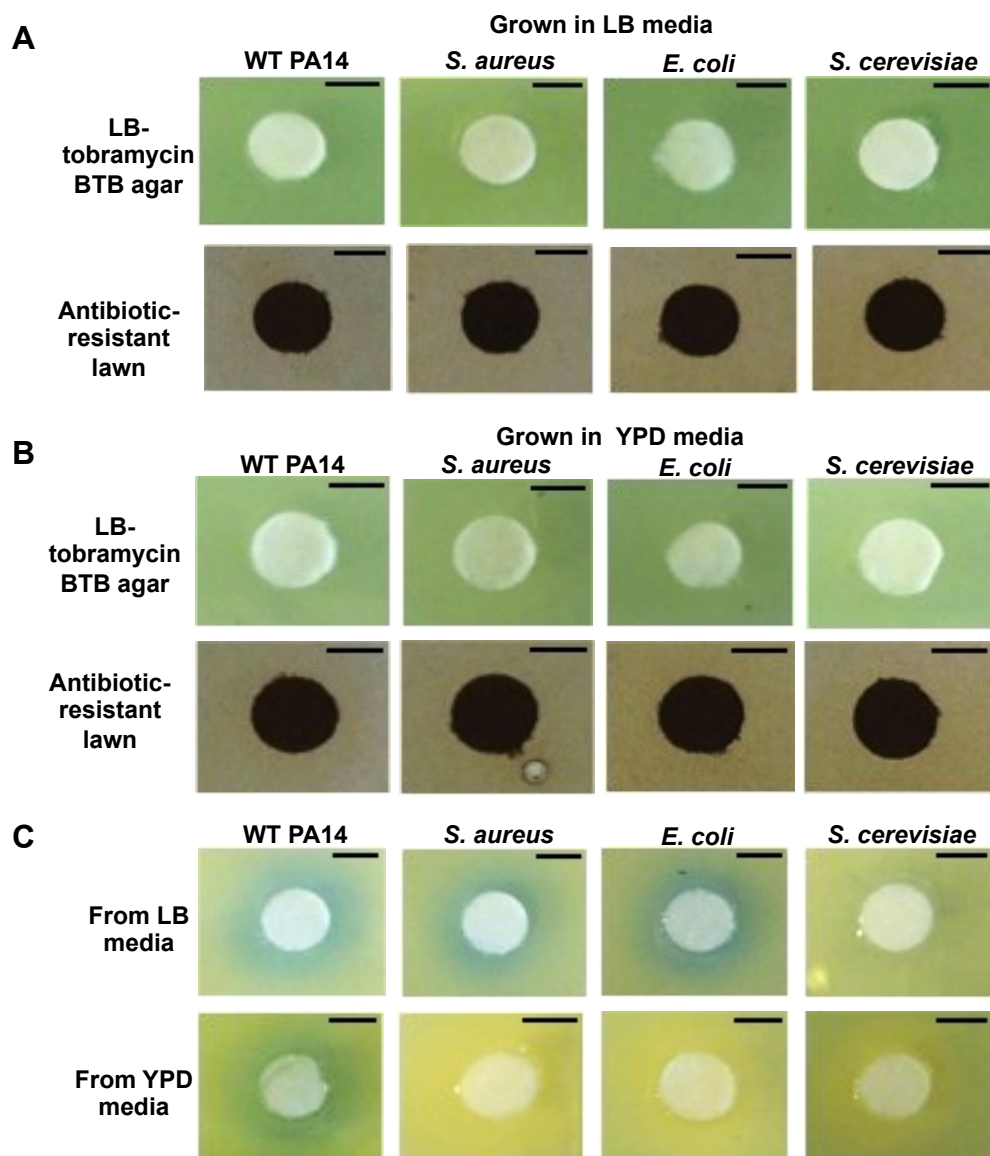 A
Grown in LB media
WT PA14
S. aureus
E. coli
S. cerevisiae
LB-
tobramycin
BTB agar
Antibiotic-
resistant
lawn
B
Grown in YPD media
WT PA14
S. aureus
E. coli
S. cerevisiae
LB-
tobramycin
BTB agar
Antibiotic-
resistant
lawn
C
WT PA14
S. aureus
E. coli
S. cerevisiae
From LB
media
From YPD
media